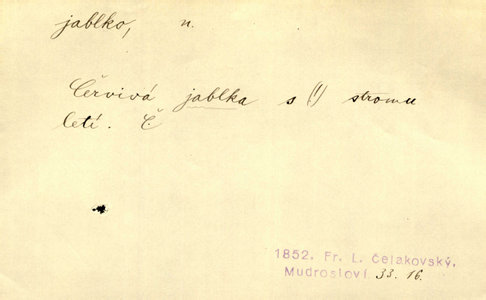 jablko, n.
Červivá jablka s (!) stromu
letí. Č
1852. Fr. L. Čelakovský,
Mudrosloví 33. 16.